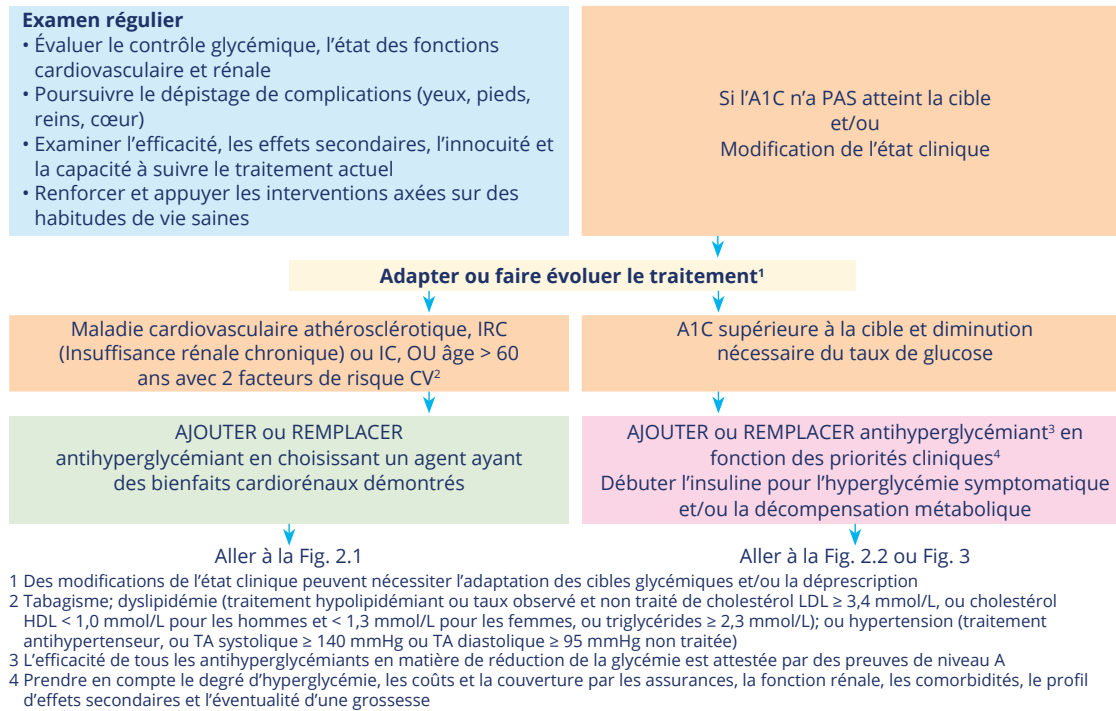 Examen régulier
• Évaluer le contrôle glycémique, l’état des fonctions
cardiovasculaire et rénale
• Poursuivre le dépistage de complications (yeux, pieds,
reins, cœur)
• Examiner l’efficacité, les effets secondaires, l’innocuité et
la capacité à suivre le traitement actuel
• Renforcer et appuyer les interventions axées sur des
habitudes de vie saines
Si l’A1C n’a PAS atteint la cible
et/ou
Modification de l’état clinique
Adapter ou faire évoluer le traitement¹
Maladie cardiovasculaire athérosclérotique, IRC
(Insuffisance rénale chronique) ou IC, OU âge > 60
ans avec 2 facteurs de risque CV²
A1C supérieure à la cible et diminution
nécessaire du taux de glucose
AJOUTER ou REMPLACER
antihyperglycémiant en choisissant un agent ayant
des bienfaits cardiorénaux démontrés
AJOUTER ou REMPLACER antihyperglycémiant³ en
fonction des priorités cliniques⁴
Débuter l’insuline pour l’hyperglycémie symptomatique
et/ou la décompensation métabolique
Aller à la Fig. 2.1
Aller à la Fig. 2.2 ou Fig. 3
1 Des modifications de l’état clinique peuvent nécessiter l’adaptation des cibles glycémiques et/ou la déprescription
2 Tabagisme; dyslipidémie (traitement hypolipidémiant ou taux observé et non traité de cholestérol LDL ≥ 3,4 mmol/L, ou cholestérol
HDL < 1,0 mmol/L pour les hommes et < 1,3 mmol/L pour les femmes, ou triglycérides ≥ 2,3 mmol/L); ou hypertension (traitement
antihypertenseur, ou TA systolique ≥ 140 mmHg ou TA diastolique ≥ 95 mmHg non traitée)
3 L’efficacité de tous les antihyperglycémiants en matière de réduction de la glycémie est attestée par des preuves de niveau A
4 Prendre en compte le degré d’hyperglycémie, les coûts et la couverture par les assurances, la fonction rénale, les comorbidités, le profil
d’effets secondaires et l’éventualité d’une grossesse